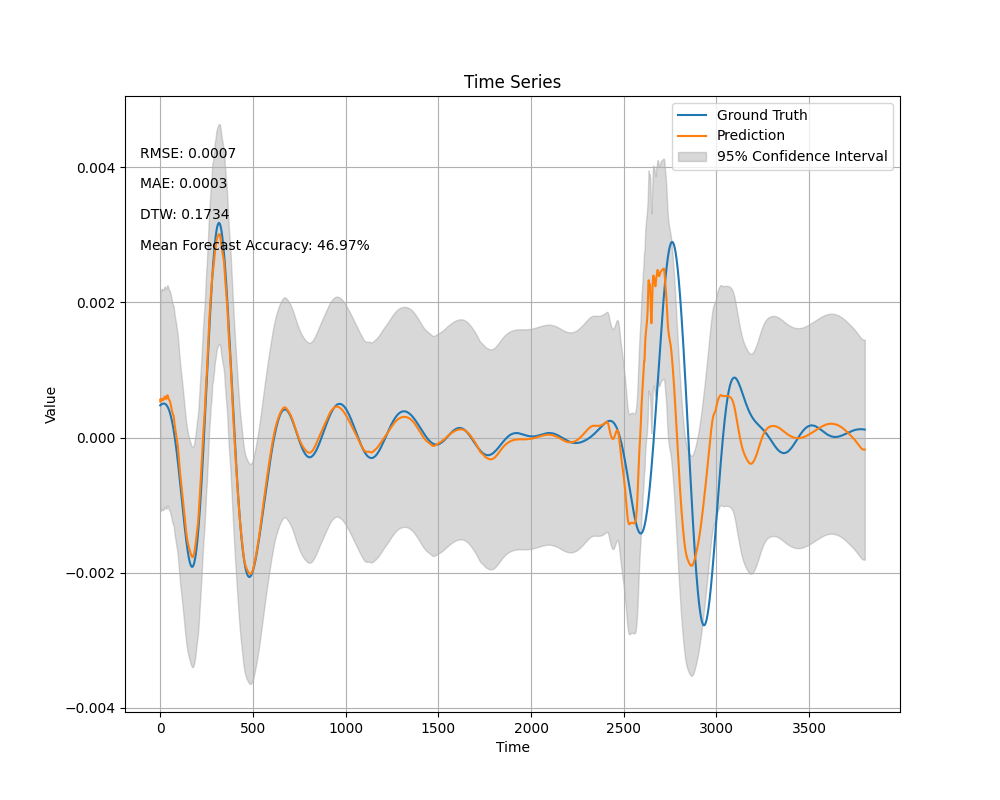 Time Series
Ground Truth
Prediction
95% Confidence Interval
RMSE: 0.0007
MAE: 0.0003
DTW: 0.1734
Mean Forecast Accuracy: 46.97%
Value
0.004
0.002
0.000
−0.002
−0.004
0 500 1000 1500 2000 2500 3000 3500
Time